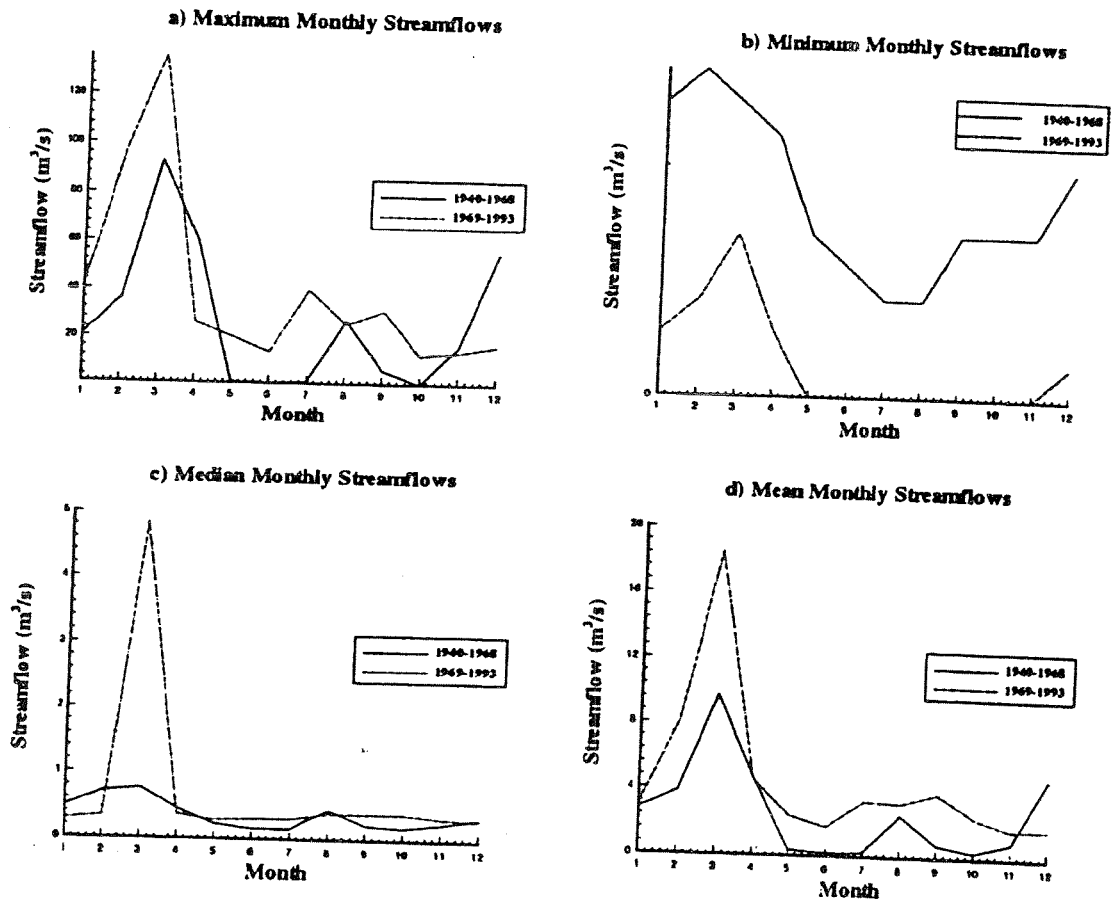 a) Maximum Monthly Streamflows
Streamflow (m³/s)
120
100
80
60
40
20
1 2 3 4 5 6 7 8 9 10 11 12
Month
1940-1968
1969-1993
b) Minimum Monthly Streamflows
Streamflow (m³/s)
0
1 2 3 4 5 6 7 8 9 10 11 12
Month
1940-1968
1969-1993
c) Median Monthly Streamflows
Streamflow (m³/s)
5
4
3
2
1
0
1 2 3 4 5 6 7 8 9 10 11 12
Month
1940-1968
1969-1993
d) Mean Monthly Streamflows
Streamflow (m³/s)
20
16
12
8
4
0
1 2 3 4 5 6 7 8 9 10 11 12
Month
1940-1968
1969-1993